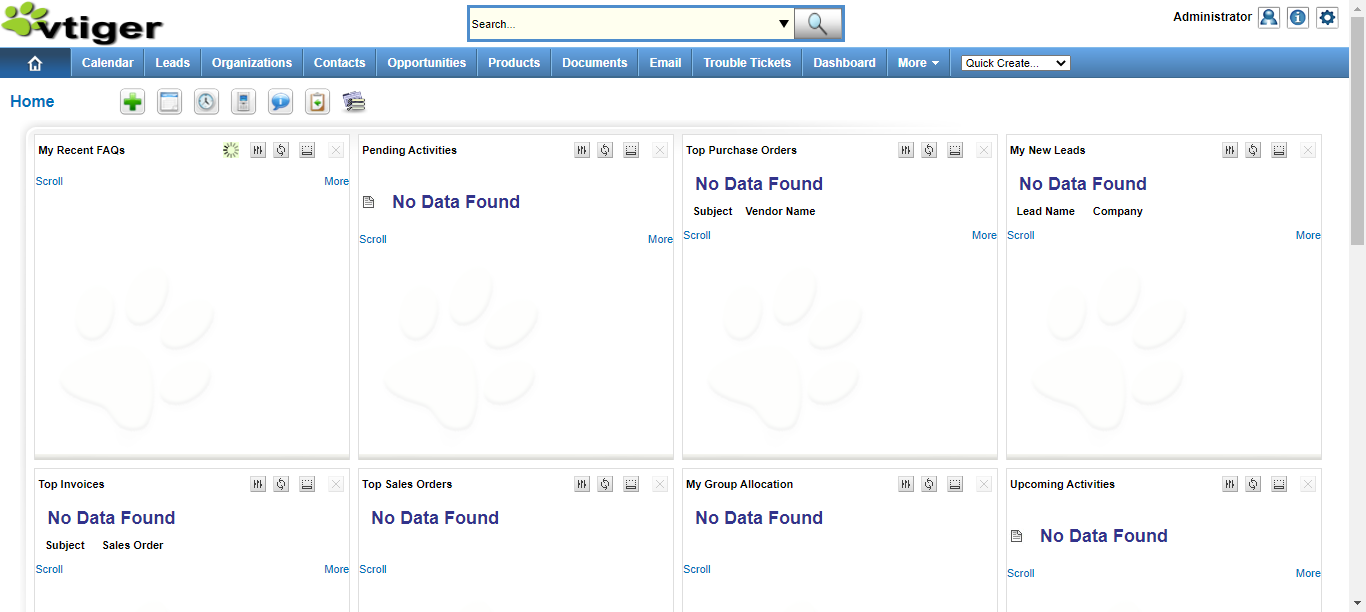 vtiger
Search...
Administrator
Calendar Leads Organizations Contacts Opportunities Products Documents Email Trouble Tickets Dashboard More Quick Create...
Home
My Recent FAQs
Scroll More
Pending Activities
No Data Found
Scroll More
Top Purchase Orders
No Data Found
Subject Vendor Name
Scroll More
My New Leads
No Data Found
Lead Name Company
Scroll More
Top Invoices
No Data Found
Subject Sales Order
Scroll More
Top Sales Orders
No Data Found
Scroll
My Group Allocation
No Data Found
Scroll
Upcoming Activities
No Data Found
Scroll More